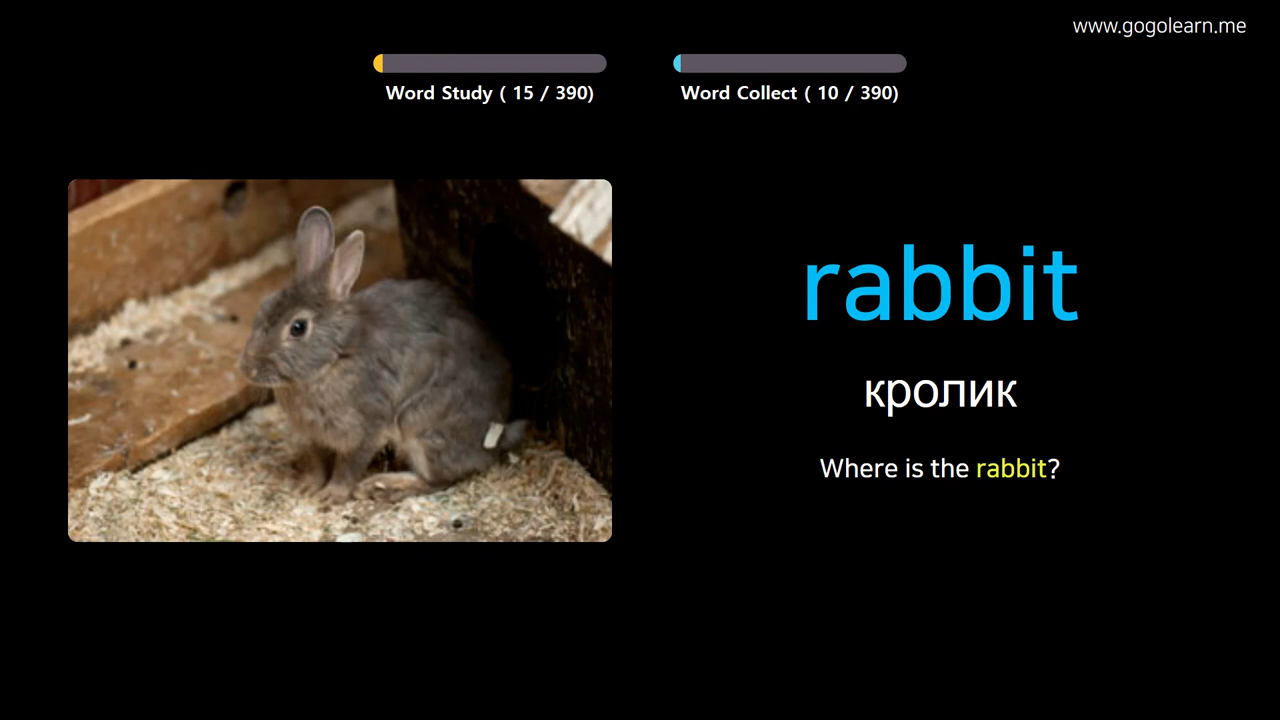 www.gogolearn.me
Word Study ( 15 / 390)
Word Collect ( 10 / 390)
rabbit
кролик
Where is the rabbit?